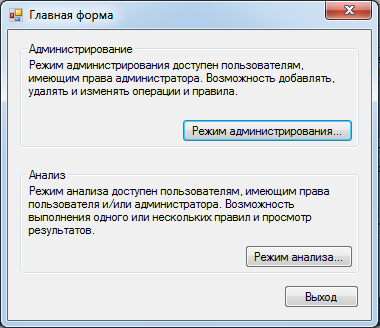 Главная форма
Администрирование
Режим администрирования доступен пользователям,
имеющим права администратора. Возможность добавлять,
удалять и изменять операции и правила.
Режим администрирования...
Анализ
Режим анализа доступен пользователям, имеющим права
пользователя и/или администратора. Возможность
выполнения одного или нескольких правил и просмотр
результатов.
Режим анализа...
Выход